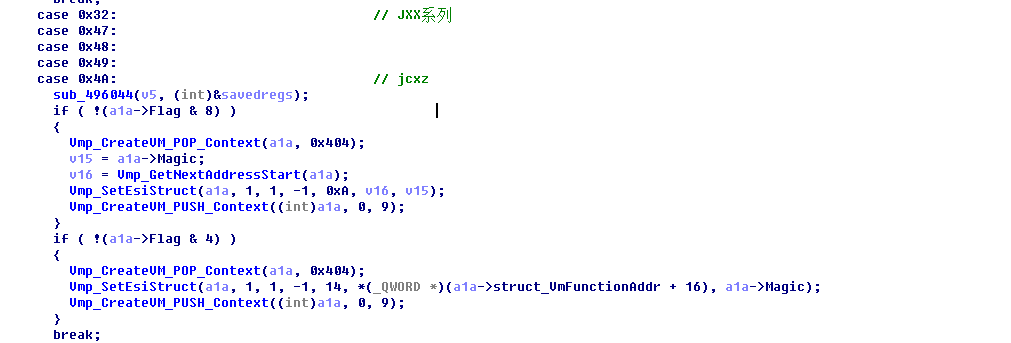 break;
case 0x32: // JXX系列
case 0x47:
case 0x48:
case 0x49:
case 0x4A: // jcxz
sub_496044(v5, (int)&savedregs);
if ( !(a1a->Flag & 8) )
{
Vmp_CreateVM_POP_Context(a1a, 0x404);
v15 = a1a->Magic;
v16 = Vmp_GetNextAddressStart(a1a);
Vmp_SetEsiStruct(a1a, 1, 1, -1, 0xA, v16, v15);
Vmp_CreateVM_PUSH_Context((int)a1a, 0, 9);
}
if ( !(a1a->Flag & 4) )
{
Vmp_CreateVM_POP_Context(a1a, 0x404);
Vmp_SetEsiStruct(a1a, 1, 1, -1, 14, *(_QWORD *)(a1a->struct_VmFunctionAddr + 16), a1a->Magic);
Vmp_CreateVM_PUSH_Context((int)a1a, 0, 9);
}
break;